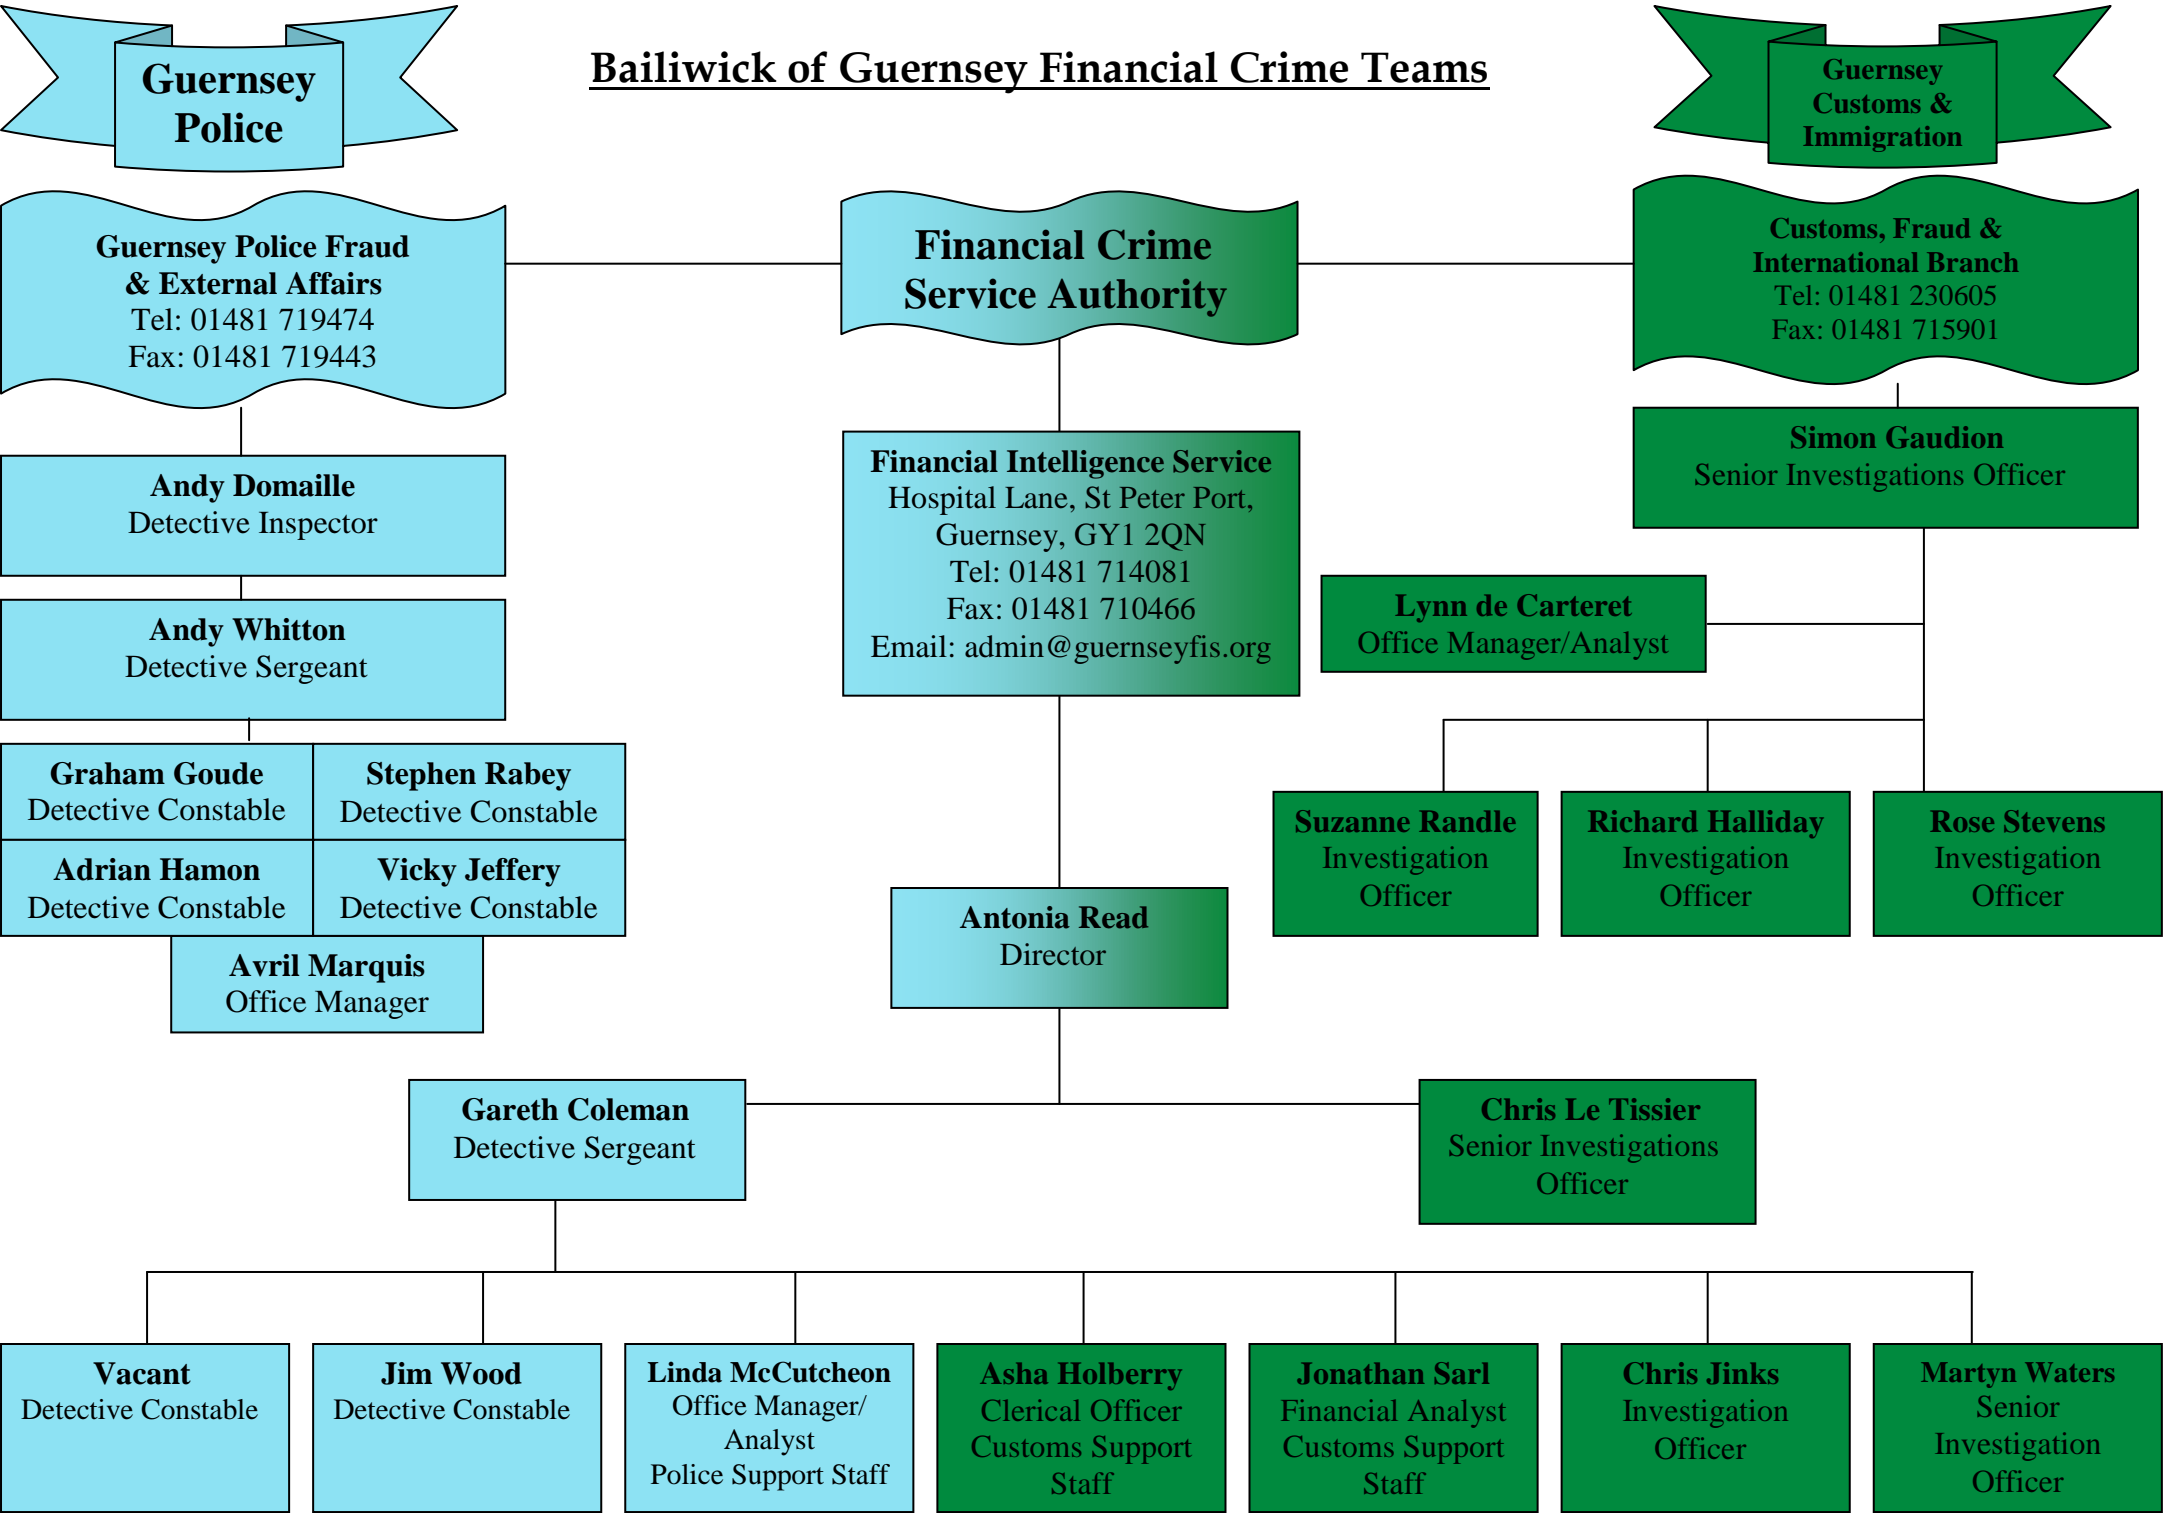 Guernsey
Police
Bailiwick of Guernsey Financial Crime Teams
Guernsey
Customs &
Immigration
Guernsey Police Fraud
& External Affairs
Tel: 01481 719474
Fax: 01481 719443
Financial Crime
Service Authority
Customs, Fraud &
International Branch
Tel: 01481 230605
Fax: 01481 715901
Andy Domaille
Detective Inspector
Andy Whitton
Detective Sergeant
Graham Goude
Detective Constable
Stephen Rabey
Detective Constable
Adrian Hamon
Detective Constable
Vicky Jeffery
Detective Constable
Avril Marquis
Office Manager
Financial Intelligence Service
Hospital Lane, St Peter Port,
Guernsey, GY1 2QN
Tel: 01481 714081
Fax: 01481 710466
Email: admin@guernseyfis.org
Simon Gaudion
Senior Investigations Officer
Lynn de Carteret
Office Manager/Analyst
Suzanne Randle
Investigation
Officer
Richard Halliday
Investigation
Officer
Rose Stevens
Investigation
Officer
Antonia Read
Director
Gareth Coleman
Detective Sergeant
Chris Le Tissier
Senior Investigations
Officer
Vacant
Detective Constable
Jim Wood
Detective Constable
Linda McCutcheon
Office Manager/
Analyst
Police Support Staff
Asha Holberry
Clerical Officer
Customs Support
Staff
Jonathan Sarl
Financial Analyst
Customs Support
Staff
Chris Jinks
Investigation
Officer
Martyn Waters
Senior
Investigation
Officer